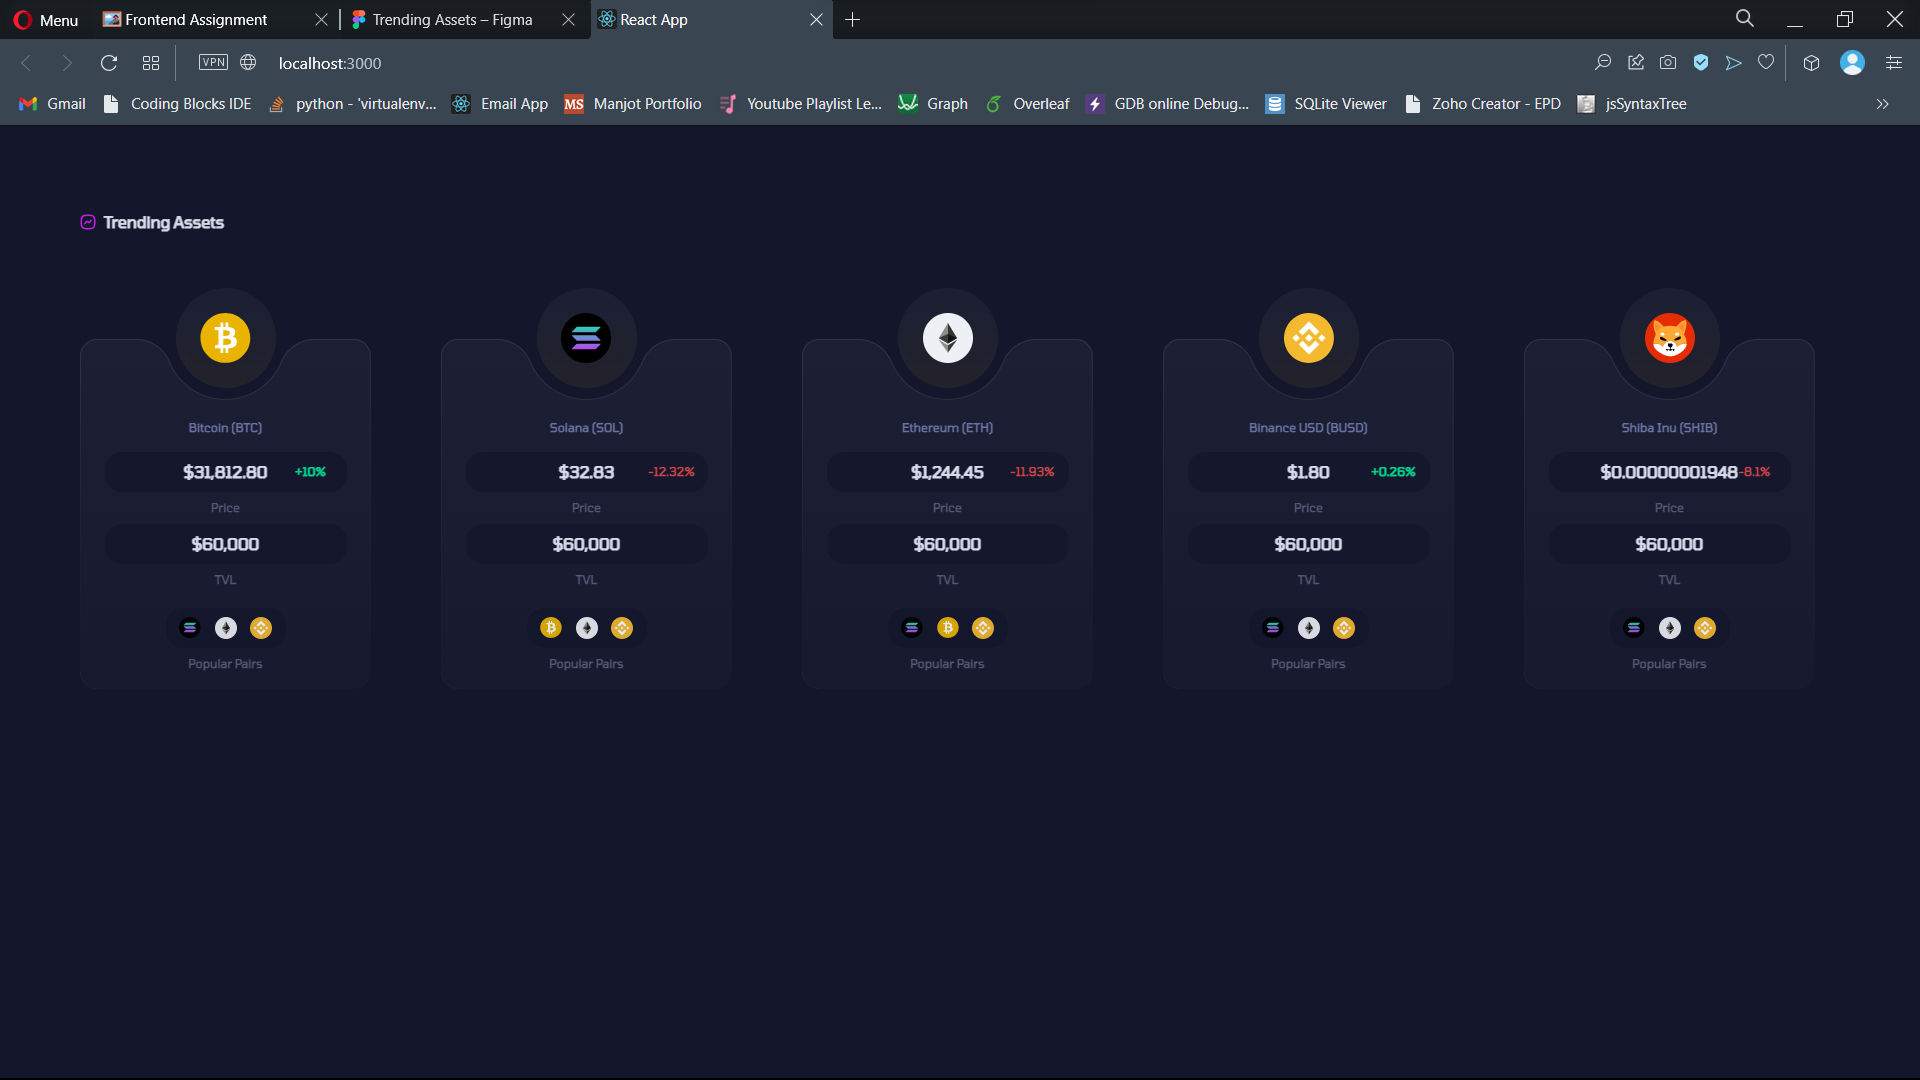 Menu Frontend Assignment Trending Assets – Figma React App
VPN localhost:3000
Gmail Coding Blocks IDE python - 'virtualenv... Email App MS Manjot Portfolio Youtube Playlist Le... Graph Overleaf GDB online Debug... SQLite Viewer Zoho Creator - EPD jsSyntaxTree
Trending Assets
Bitcoin (BTC) Solana (SOL) Ethereum (ETH) Binance USD (BUSD) Shiba Inu (SHIB)
$31,812.80 +10% $32.83 -12.32% $1,244.45 -11.93% $1.80 +0.26% $0.00000001948 -8.1%
Price Price Price Price Price
$60,000 $60,000 $60,000 $60,000 $60,000
TVL TVL TVL TVL TVL
Popular Pairs Popular Pairs Popular Pairs Popular Pairs Popular Pairs